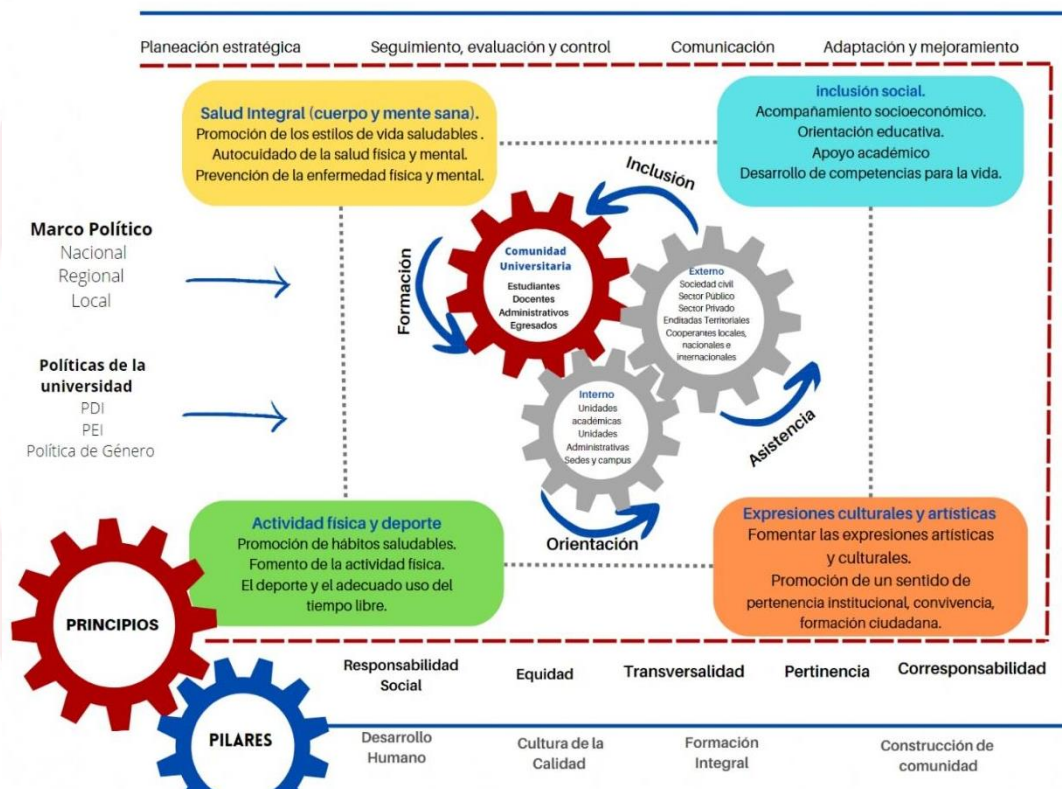 Planeación estratégica
Seguimiento, evaluación y control
Comunicación
Adaptación y mejoramiento
Salud Integral (cuerpo y mente sana).
Promoción de los estilos de vida saludables .
Autocuidado de la salud física y mental.
Prevención de la enfermedad física y mental.
inclusión social.
Acompañamiento socioeconómico.
Orientación educativa.
Apoyo académico
Desarrollo de competencias para la vida.
Marco Político
Nacional
Regional
Local
Políticas de la
universidad
PDI
PEI
Política de Género
Formación
Inclusión
Comunidad
Universitaria
Estudiantes
Docentes
Administrativos
Egresados
Externo
Sociedad civil
Sector Público
Sector Privado
Enditadas Territoriales
Cooperantes locales,
nacionales e
internacionales
Interno
Unidades
académicas
Unidades
Administrativas
Sedes y campus
Asistencia
Orientación
Actividad física y deporte
Promoción de hábitos saludables.
Fomento de la actividad física.
El deporte y el adecuado uso del
tiempo libre.
Expresiones culturales y artísticas
Fomentar las expresiones artísticas
y culturales.
Promoción de un sentido de
pertenencia institucional, convivencia,
formación ciudadana.
PRINCIPIOS
Responsabilidad
Social
Equidad
Transversalidad
Pertinencia
Corresponsabilidad
PILARES
Desarrollo
Humano
Cultura de la
Calidad
Formación
Integral
Construcción de
comunidad